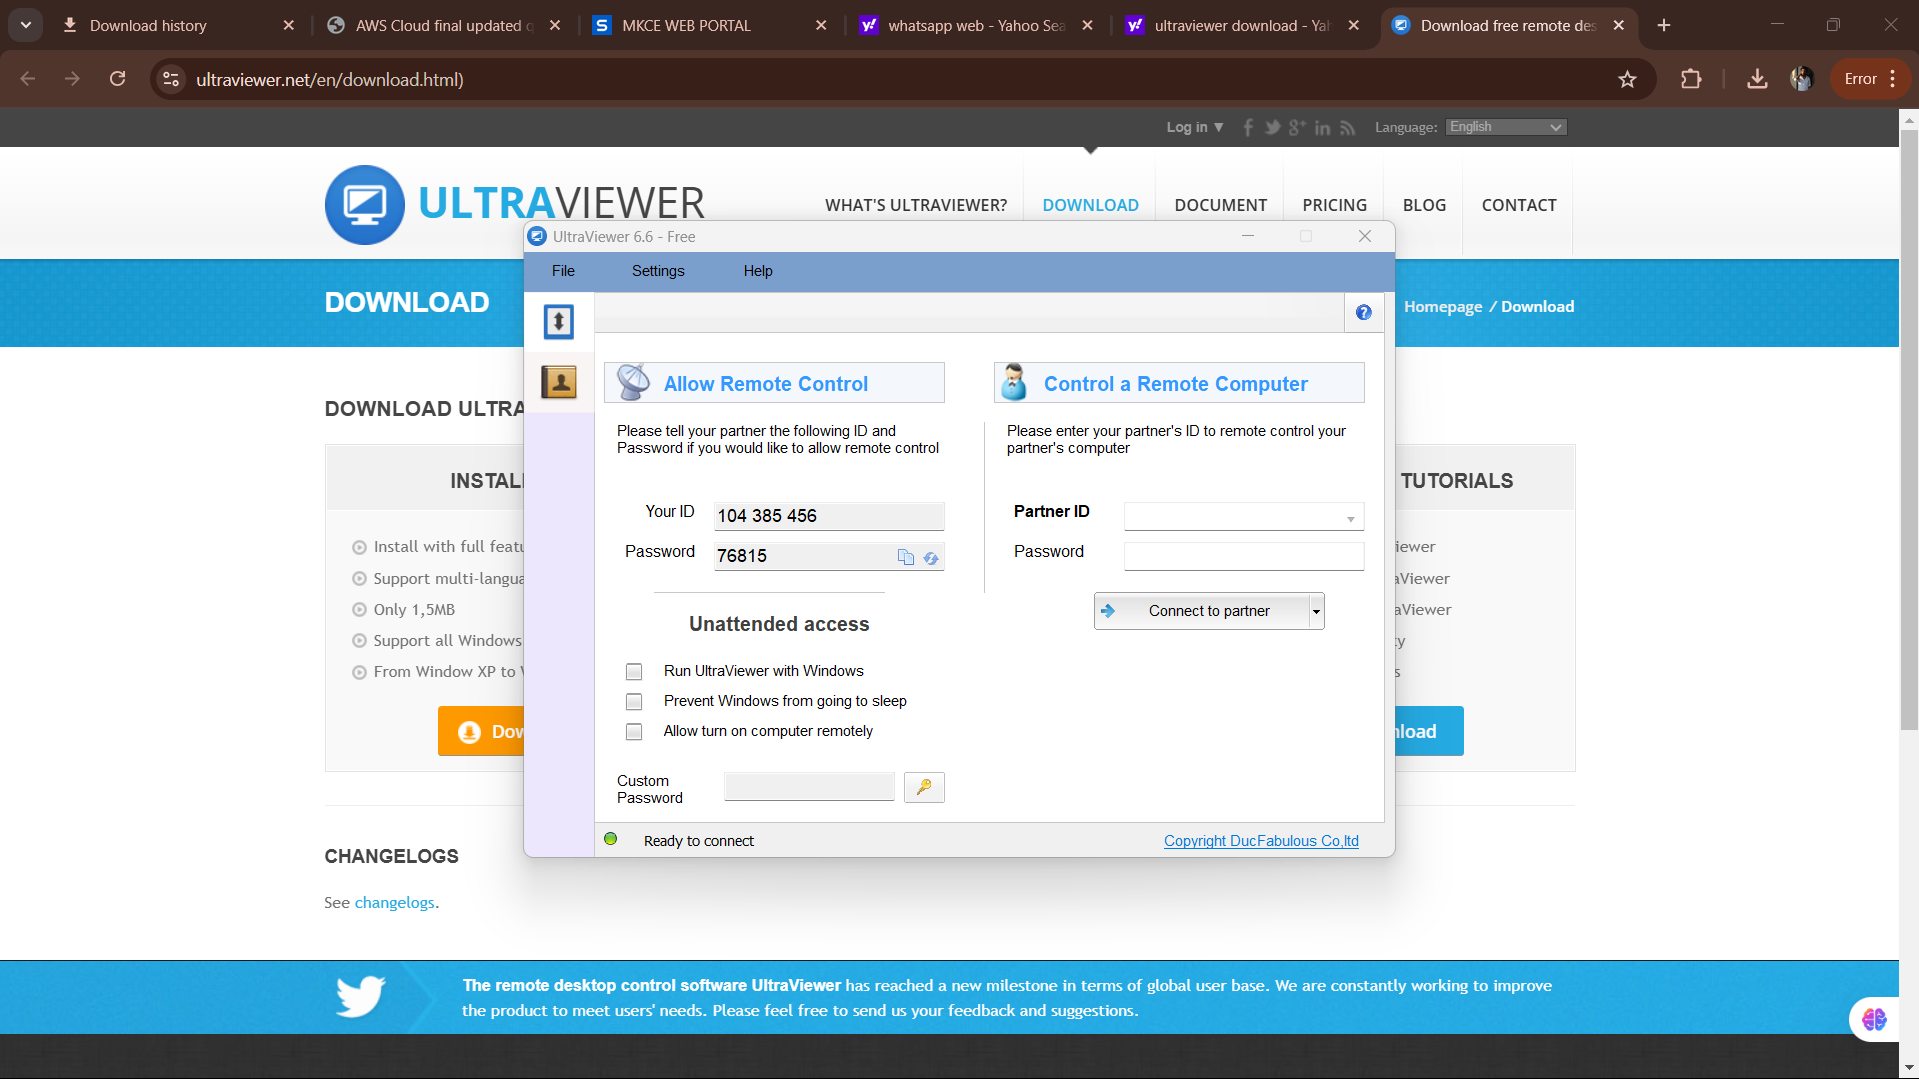 Download history
AWS Cloud final updated q
MKCE WEB PORTAL
whatsapp web - Yahoo Sea
ultraviewer download - Yah
Download free remote des
ultraviewer.net/en/download.html)
Error
Log in ▼
Language:
English
ULTRAVIEWER
WHAT'S ULTRAVIEWER?
DOWNLOAD
DOCUMENT
PRICING
BLOG
CONTACT
DOWNLOAD
Homepage / Download
DOWNLOAD ULTRA
INSTAL
Install with full featu
Support multi-langua
Only 1,5MB
Support all Windows
From Window XP to
Dow
TUTORIALS
iewer
aViewer
aViewer
ty
s
nload
UltraViewer 6.6 - Free
File
Settings
Help
Allow Remote Control
Please tell your partner the following ID and
Password if you would like to allow remote control
Your ID
104 385 456
Password
76815
Unattended access
Run UltraViewer with Windows
Prevent Windows from going to sleep
Allow turn on computer remotely
Custom
Password
Control a Remote Computer
Please enter your partner's ID to remote control your
partner's computer
Partner ID
Password
Connect to partner
Ready to connect
Copyright DucFabulous Co,ltd
CHANGELOGS
See changelogs.
The remote desktop control software UltraViewer has reached a new milestone in terms of global user base. We are constantly working to improve
the product to meet users' needs. Please feel free to send us your feedback and suggestions.